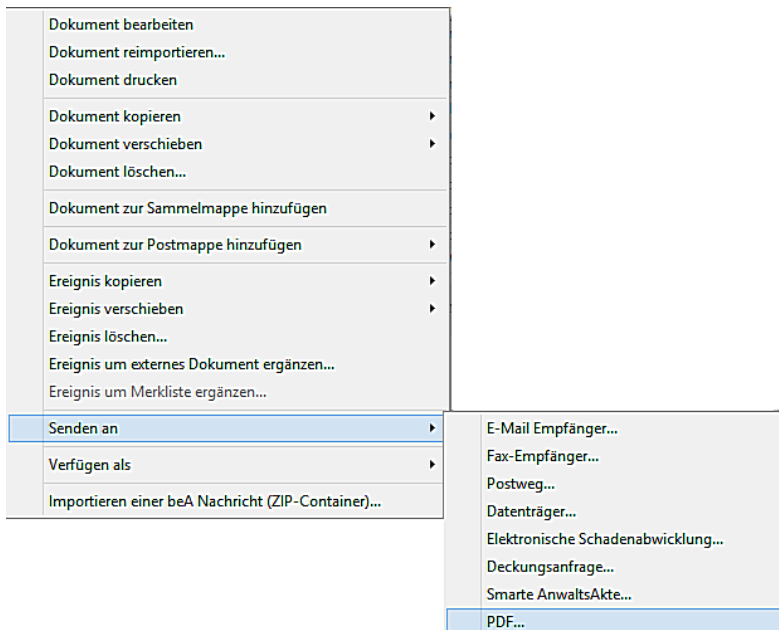 Dokument bearbeiten
Dokument reimportieren...
Dokument drucken
Dokument kopieren
Dokument verschieben
Dokument löschen...
Dokument zur Sammelmappe hinzufügen
Dokument zur Postmappe hinzufügen
Ereignis kopieren
Ereignis verschieben
Ereignis löschen...
Ereignis um externes Dokument ergänzen...
Ereignis um Merkliste ergänzen...
Senden an
Verfügen als
Importieren einer beA Nachricht (ZIP-Container)...
E-Mail Empfänger...
Fax-Empfänger...
Postweg...
Datenträger...
Elektronische Schadenabwicklung...
Deckungsanfrage...
Smarte AnwaltsAkte...
PDF...